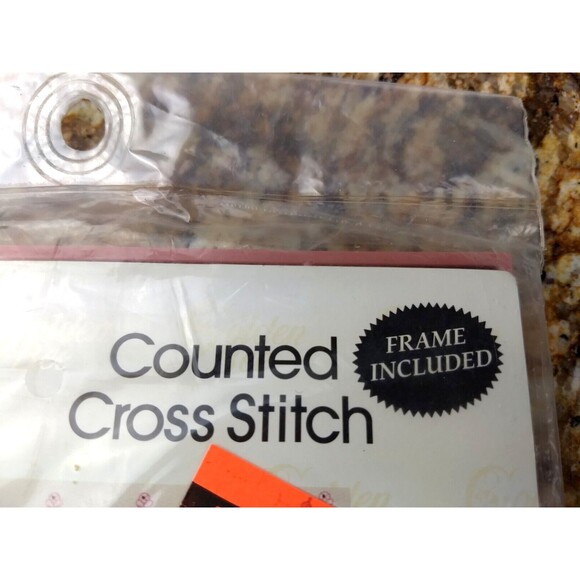 Counted
Cross Stitch
FRAME
INCLUDED